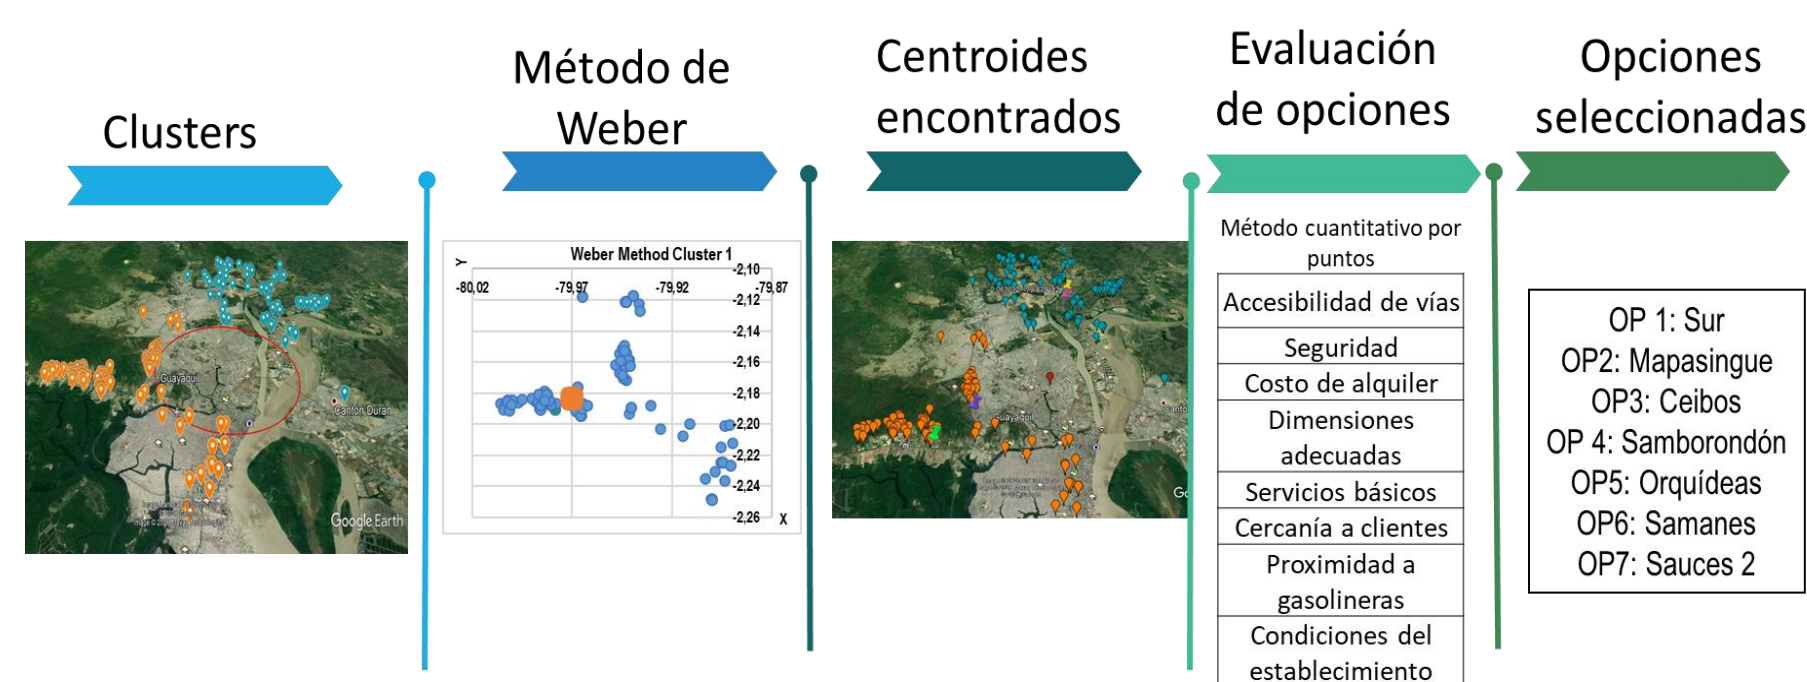 Clusters
Método de
Weber
Centroides
encontrados
Evaluación
de opciones
Opciones
seleccionadas
Guayaquil
Canton Duran
Google Earth
Weber Method Cluster 1
Y
-80,02
-79,97
-79,92
-79,87
-2,10
-2,12
-2,14
-2,16
-2,18
-2,20
-2,22
-2,24
-2,26
X
Guayaquil
Go
Método cuantitativo por
puntos
Accesibilidad de vías
Seguridad
Costo de alquiler
Dimensiones
adecuadas
Servicios básicos
Cercanía a clientes
Proximidad a
gasolineras
Condiciones del
establecimiento
OP 1: Sur
OP2: Mapasingue
OP3: Ceibos
OP 4: Samborondón
OP5: Orquídeas
OP6: Samanes
OP7: Sauces 2